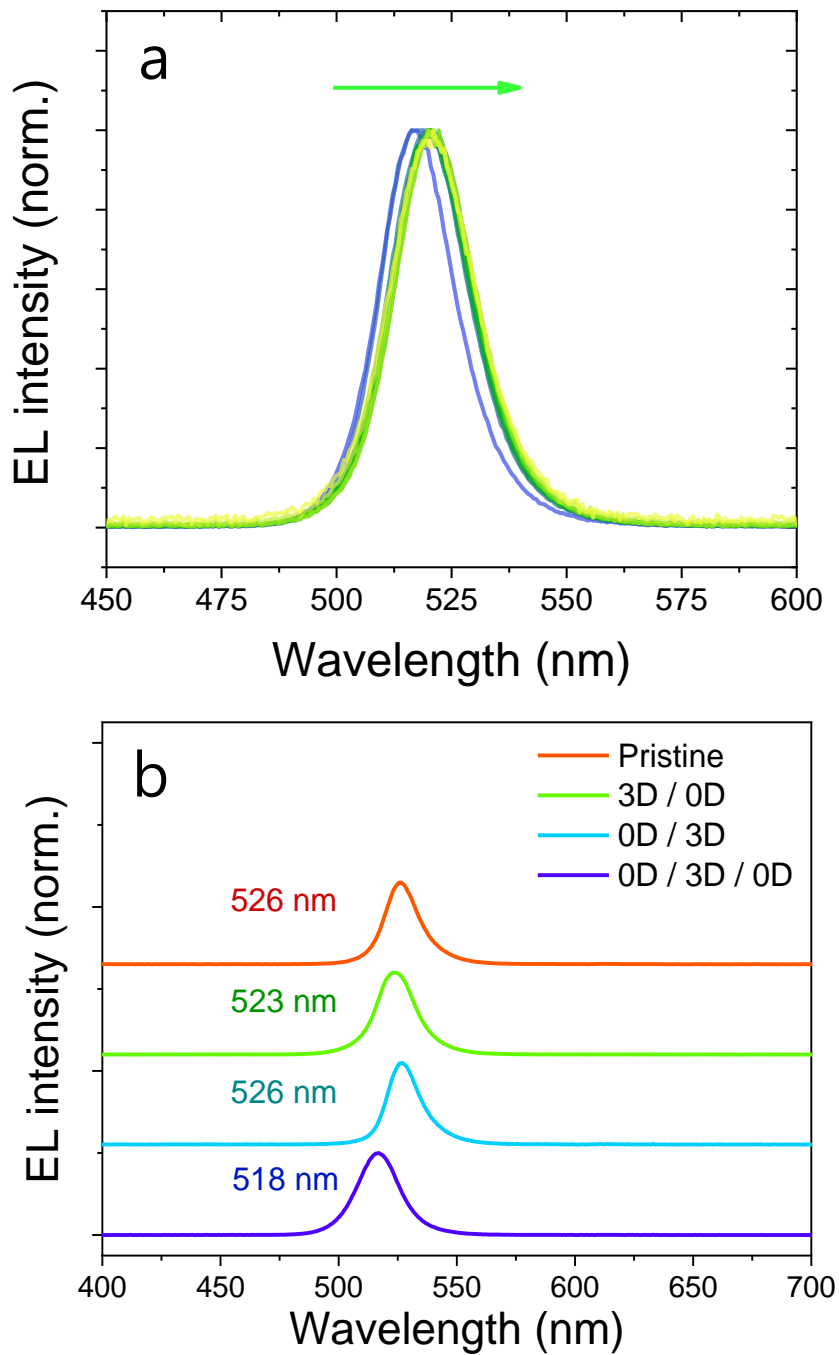 a
EL intensity (norm.)
450 475 500 525 550 575 600
Wavelength (nm)
b
Pristine
3D / 0D
0D / 3D
0D / 3D / 0D
526 nm
523 nm
526 nm
518 nm
EL intensity (norm.)
400 450 500 550 600 650 700
Wavelength (nm)